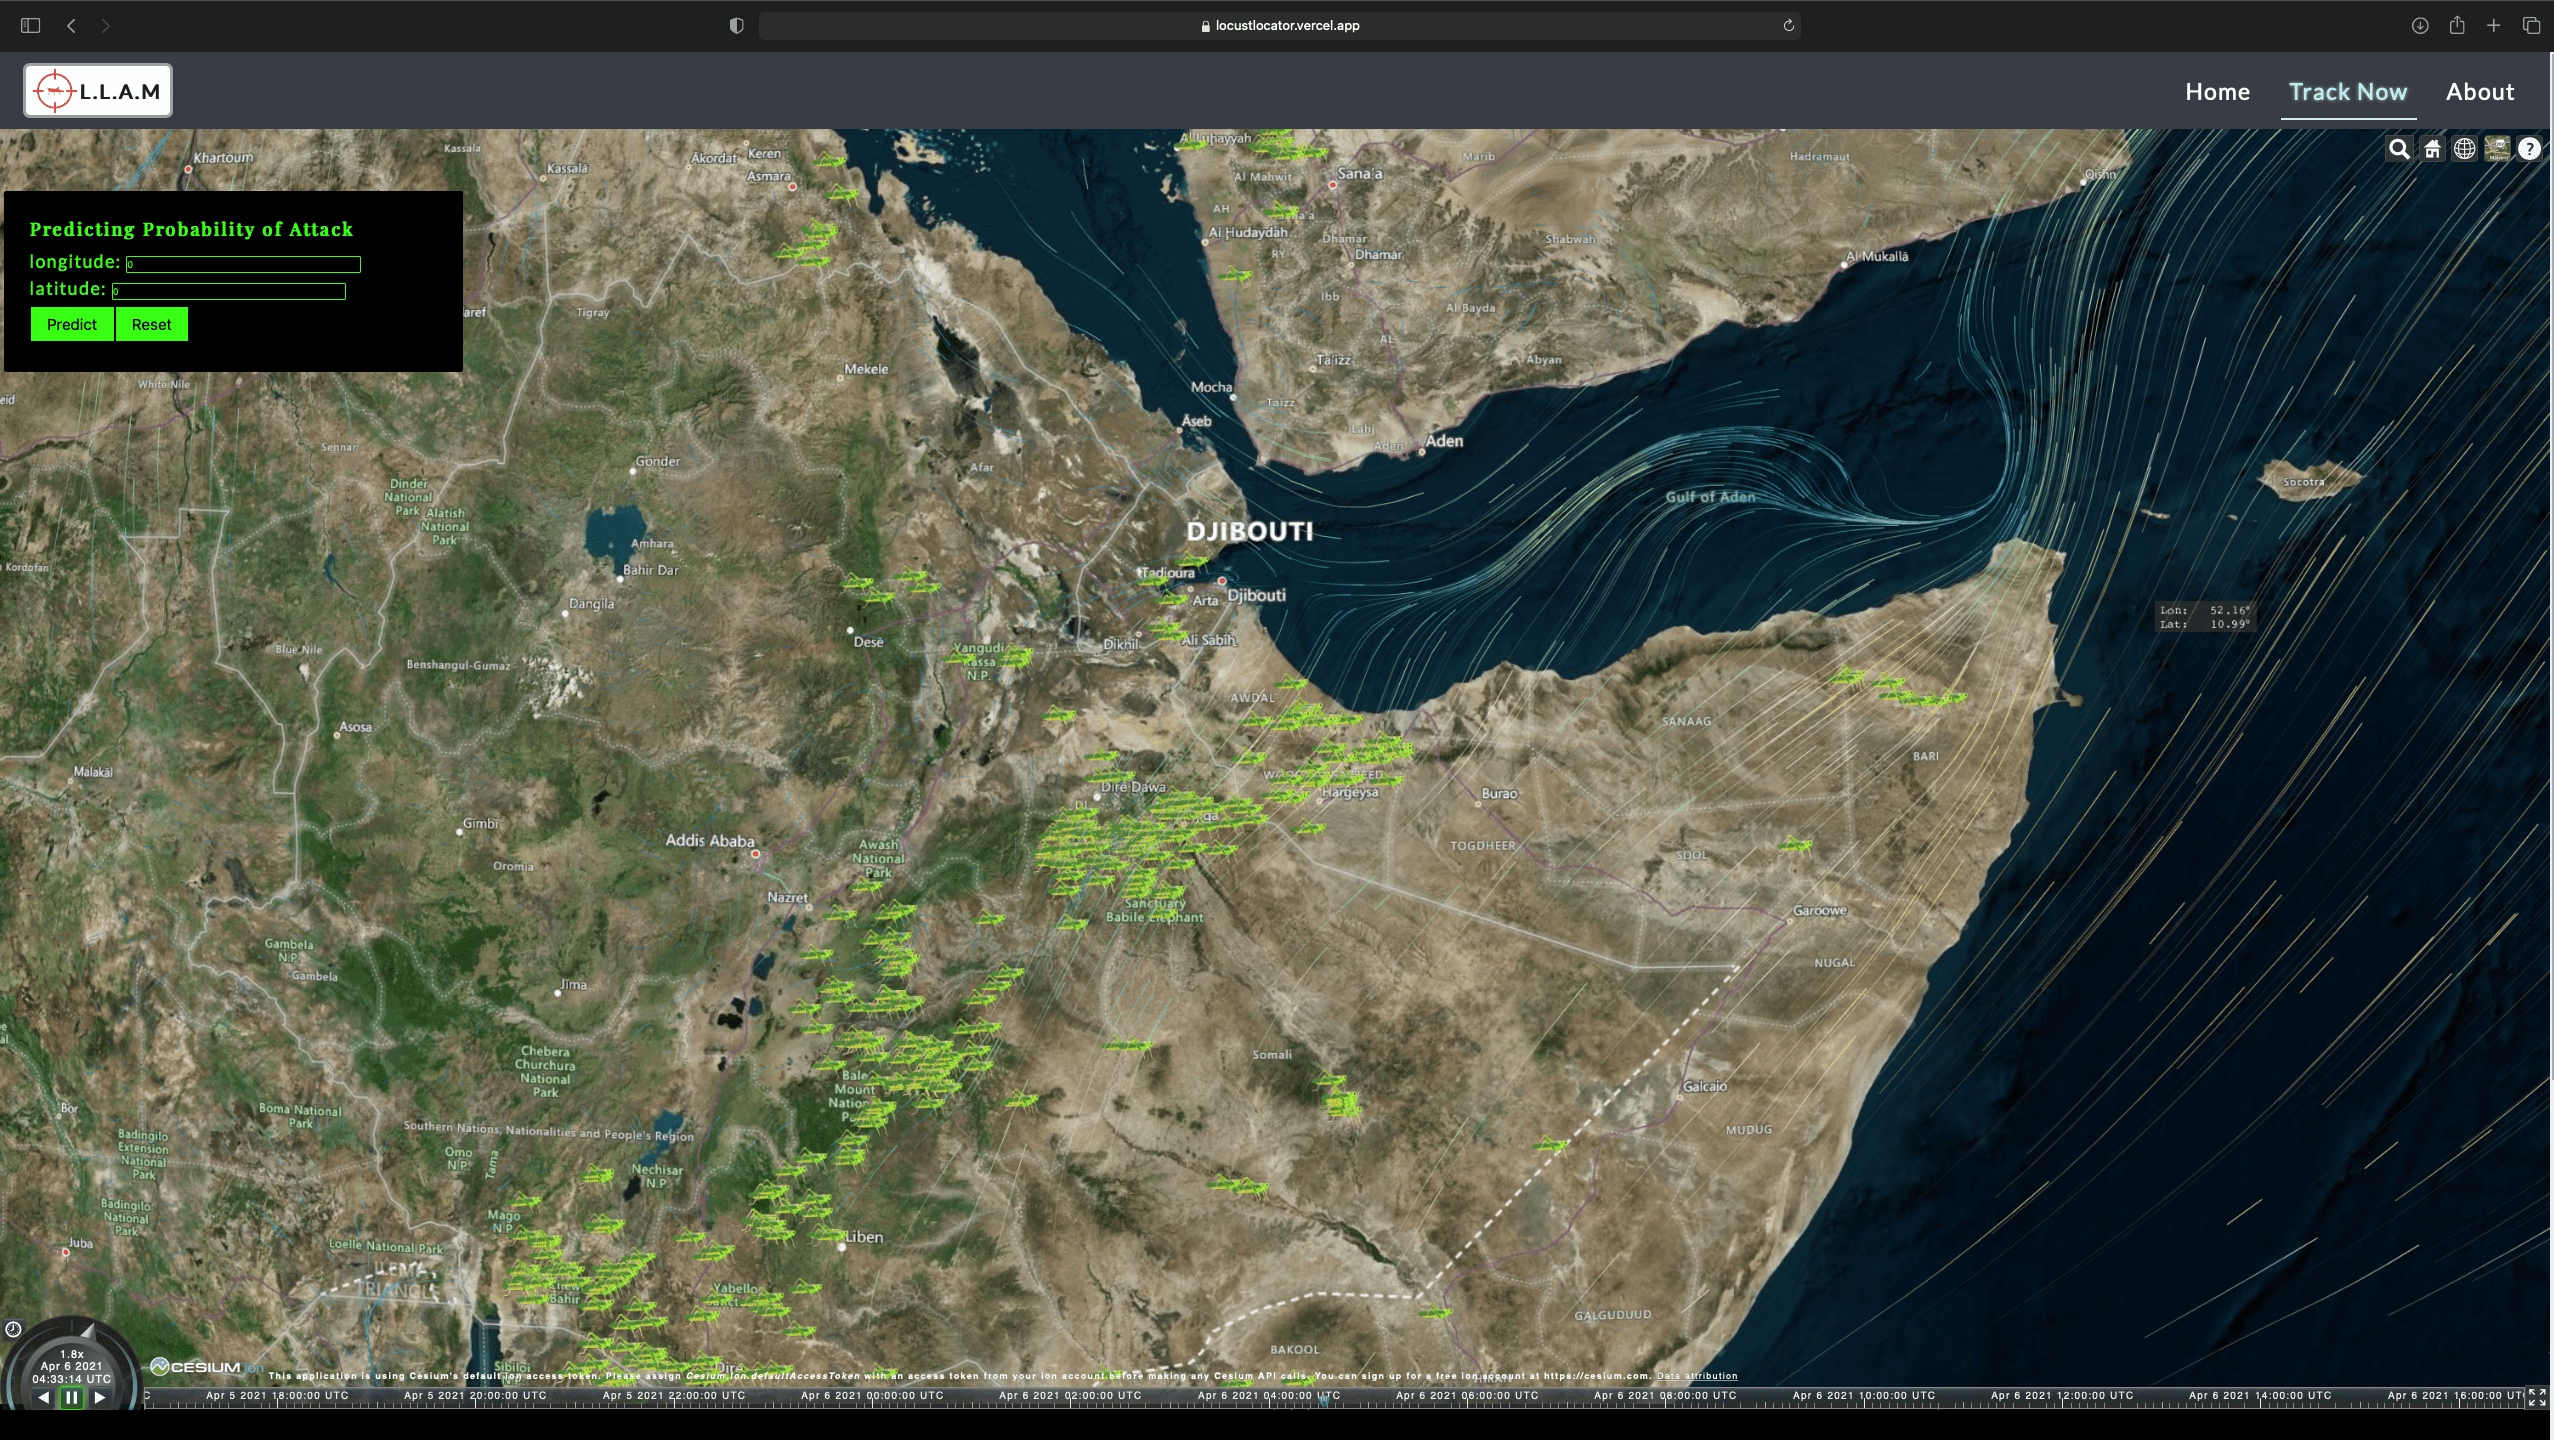 locustlocator.vercel.app
L.L.A.M
Home
Track Now
About
Predicting Probability of Attack
longitude: 0
latitude: 0
Predict
Reset
Khartoum
Kassala
Kassalā
Ākordat
Keren
Asmara
Al Luhayyah
Al Mahwit
Sana'a
Marib
Hadramaut
Qishn
AH
Al Hudaydah
RY
Dhamār
Dhamār
Shabwah
Al Mukallā
Ibb
Al Bayda
AL
Ta'izz
Abyan
Tigray
Mekele
White Nile
Mocha
Taizz
Āseb
Lahj
Aden
Aden
Sennar
Gonder
Afar
Dinder
National
Park
Alatish
National
Park
Gulf of Aden
Socotra
DJIBOUTI
Amhara
Bahir Dar
Tadjoura
Arta
Djibouti
Dangila
Lon: 52.16°
Lat: 10.99°
Desē
Dikhil
Ali Sabih
Blue Nile
Benshangul-Gumaz
Yangudi
Rassa
N.P.
AWDAL
SANAAG
Asosa
BARI
Malakāl
Dire Dawa
Hargeysa
Burao
Gīmbī
Addis Ababa
Awash
National
Park
TOGDHEER
SOOL
Oromia
Nazret
Sanctuary
Babile Elephant
Garoowe
Gambela
N.P.
Gambela
NUGAL
Jīma
Somali
Chebera
Churchura
National
Park
Bale
Mount
Galcaio
Bor
Boma National
Park
Southern Nations, Nationalities and People's Region
MUDUG
Badingilo
Extension
National
Park
Omo
N.P.
Tama
Nechisar
N.P.
Badingilo
National
Park
Mago
N.P.
Juba
Loelle National Park
Liben
ILEMI
TRIANGLE
Bahir
Yabello
GALGUDUUD
BAKOOL
Sibiloi
1.8x
Apr 6 2021
04:33:14 UTC
CESIUM ion
This application is using Cesium's default ion access token. Please assign Cesium.Ion.defaultAccessToken with an access token from your ion account before making any Cesium API calls. You can sign up for a free ion account at https://cesium.com. Data attribution
Apr 5 2021 18:00:00 UTC
Apr 5 2021 20:00:00 UTC
Apr 5 2021 22:00:00 UTC
Apr 6 2021 00:00:00 UTC
Apr 6 2021 02:00:00 UTC
Apr 6 2021 04:00:00 UTC
Apr 6 2021 06:00:00 UTC
Apr 6 2021 08:00:00 UTC
Apr 6 2021 10:00:00 UTC
Apr 6 2021 12:00:00 UTC
Apr 6 2021 14:00:00 UTC
Apr 6 2021 16:00:00 UT